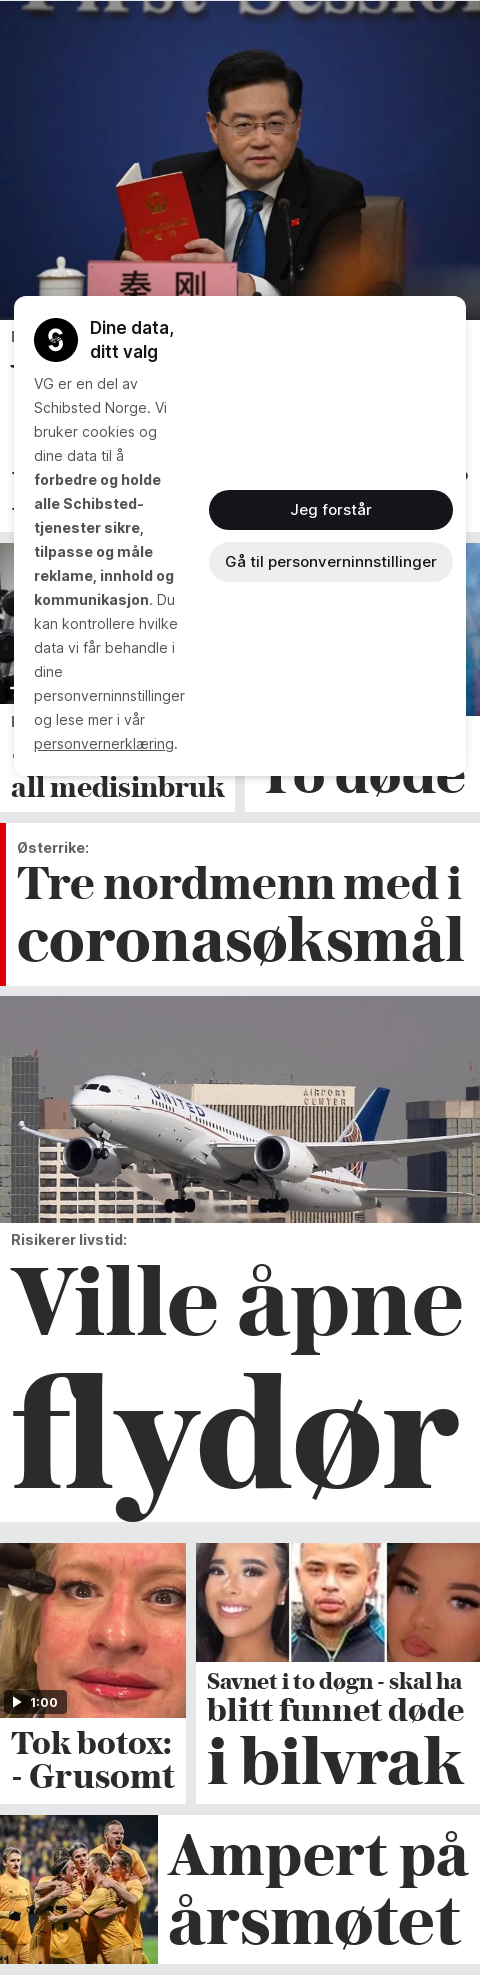 First Session
秦 刚
Dine data,
ditt valg
VG er en del av
Schibsted Norge. Vi
bruker cookies og
dine data til å
forbedre og holde
alle Schibsted-
tjenester sikre,
tilpasse og måle
reklame, innhold og
kommunikasjon. Du
kan kontrollere hvilke
data vi får behandle i
dine
personverninnstillinger
og lese mer i vår
personvernerklæring.
Jeg forstår
Gå til personverninnstillinger
all medisinbruk
To døde
Østerrike:
Tre nordmenn med i
coronasøksmål
UNITED
AIRPORT
CENTER
Risikerer livstid:
Ville åpne
flydør
1:00
Tok botox:
- Grusomt
Savnet i to døgn - skal ha
blitt funnet døde
i bilvrak
Ampert på
årsmøtet